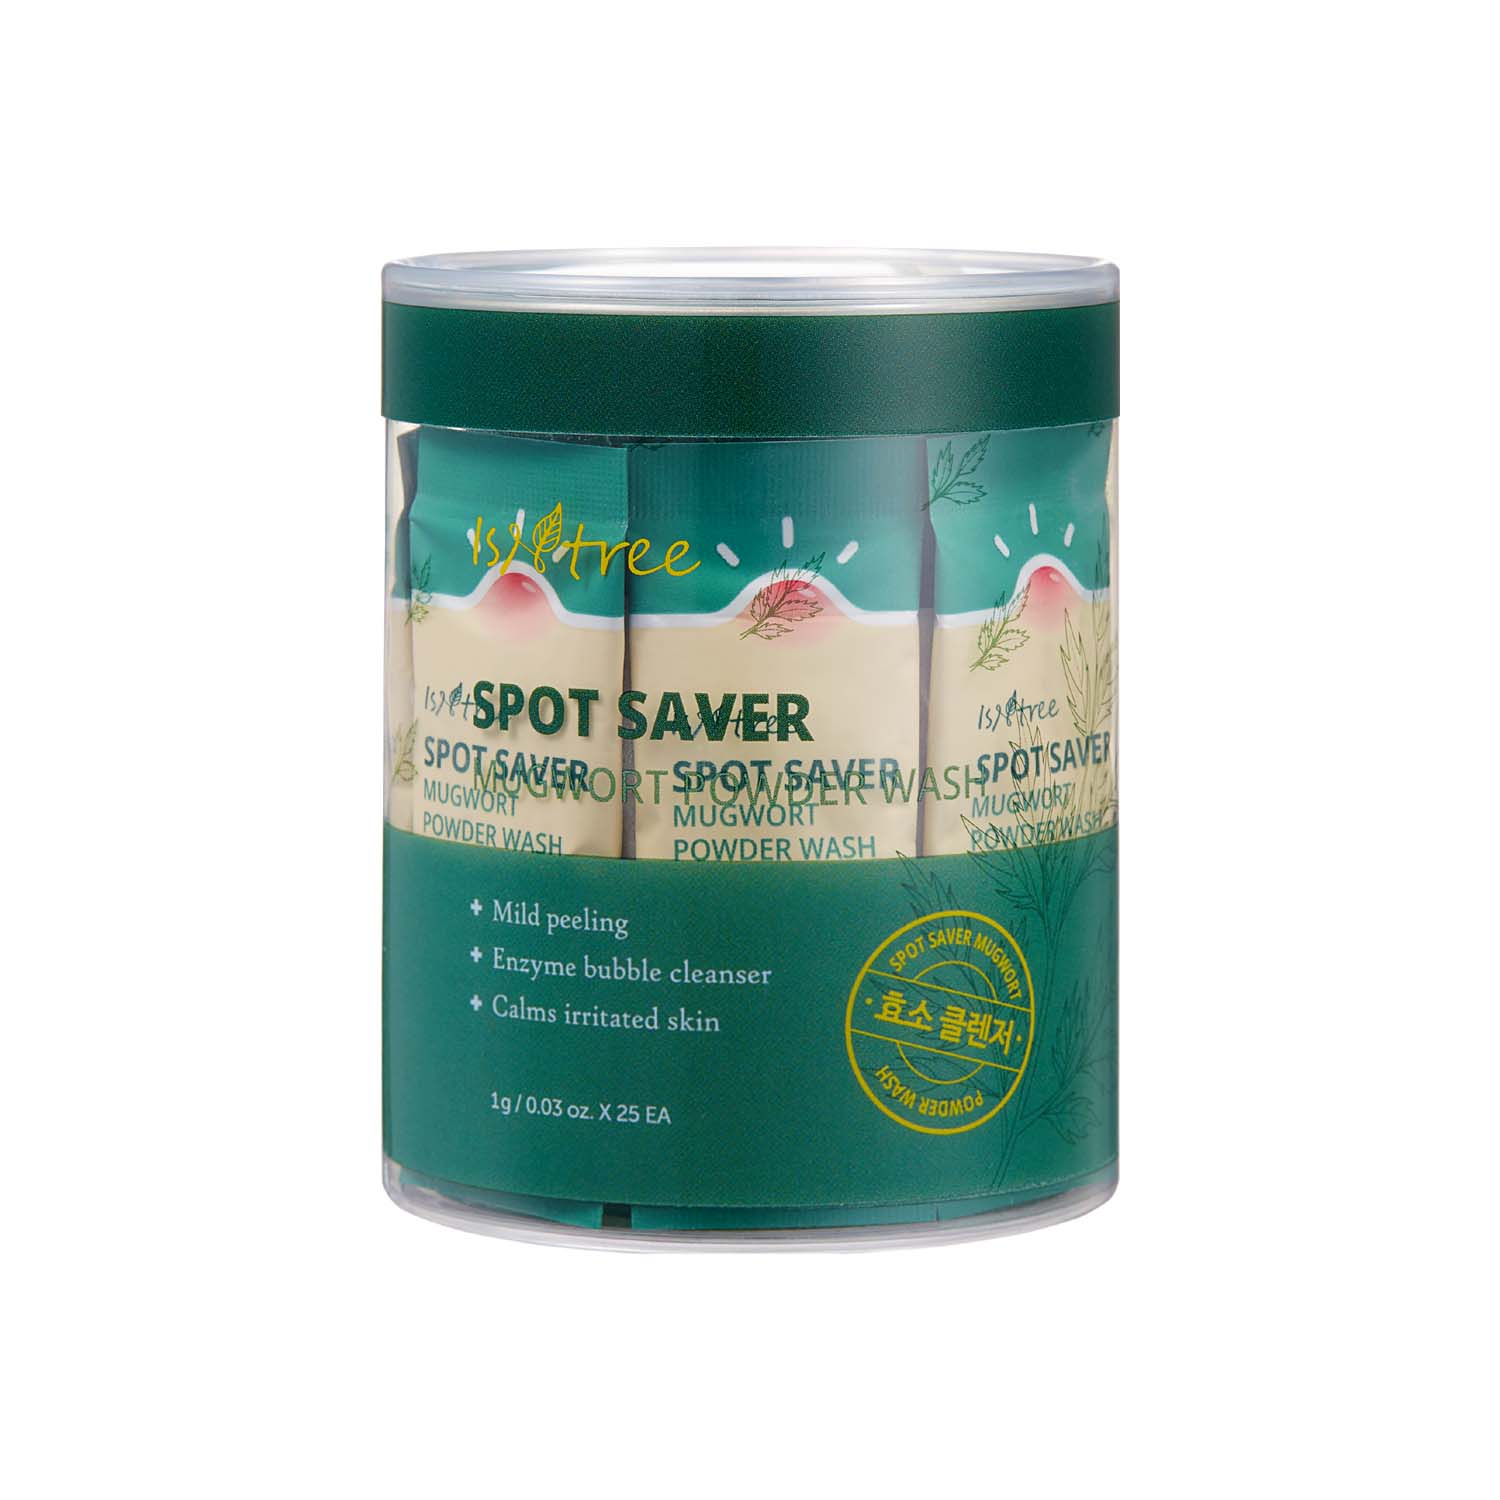 Isntree
SPOT SAVER
MUGWORT POWDER WASH
Isntree
SPOT SAVER
MUGWORT
POWDER WASH
Isntree
SPOT SAVER
MUGWORT
POWDER WASH
Isntree
SPOT SAVER
MUGWORT
POWDER WASH
+ Mild peeling
+ Enzyme bubble cleanser
+ Calms irritated skin
1g / 0.03 oz. X 25 EA
SPOT SAVER MUGWORT
· 효소 클렌저 ·
POWDER WASH